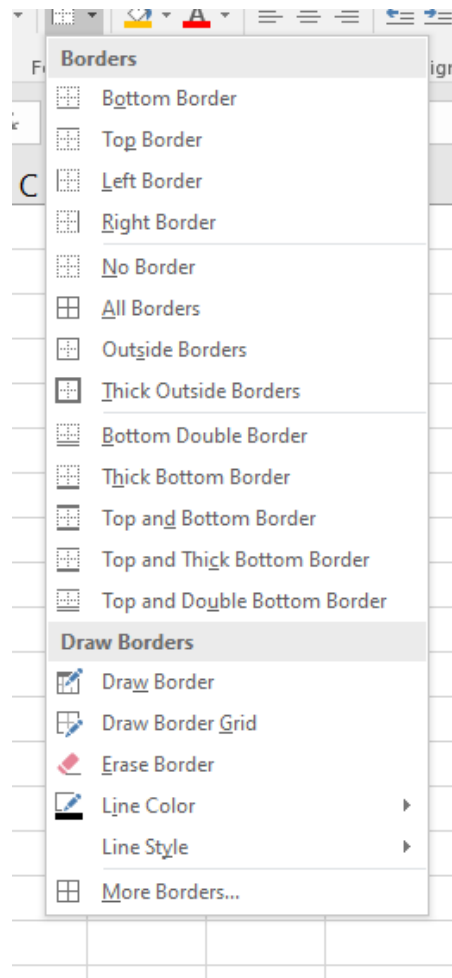 A
Borders
ign
Bottom Border
Top Border
C
Left Border
Right Border
No Border
All Borders
Outside Borders
Thick Outside Borders
Bottom Double Border
Thick Bottom Border
Top and Bottom Border
Top and Thick Bottom Border
Top and Double Bottom Border
Draw Borders
Draw Border
Draw Border Grid
Erase Border
Line Color
Line Style
More Borders...